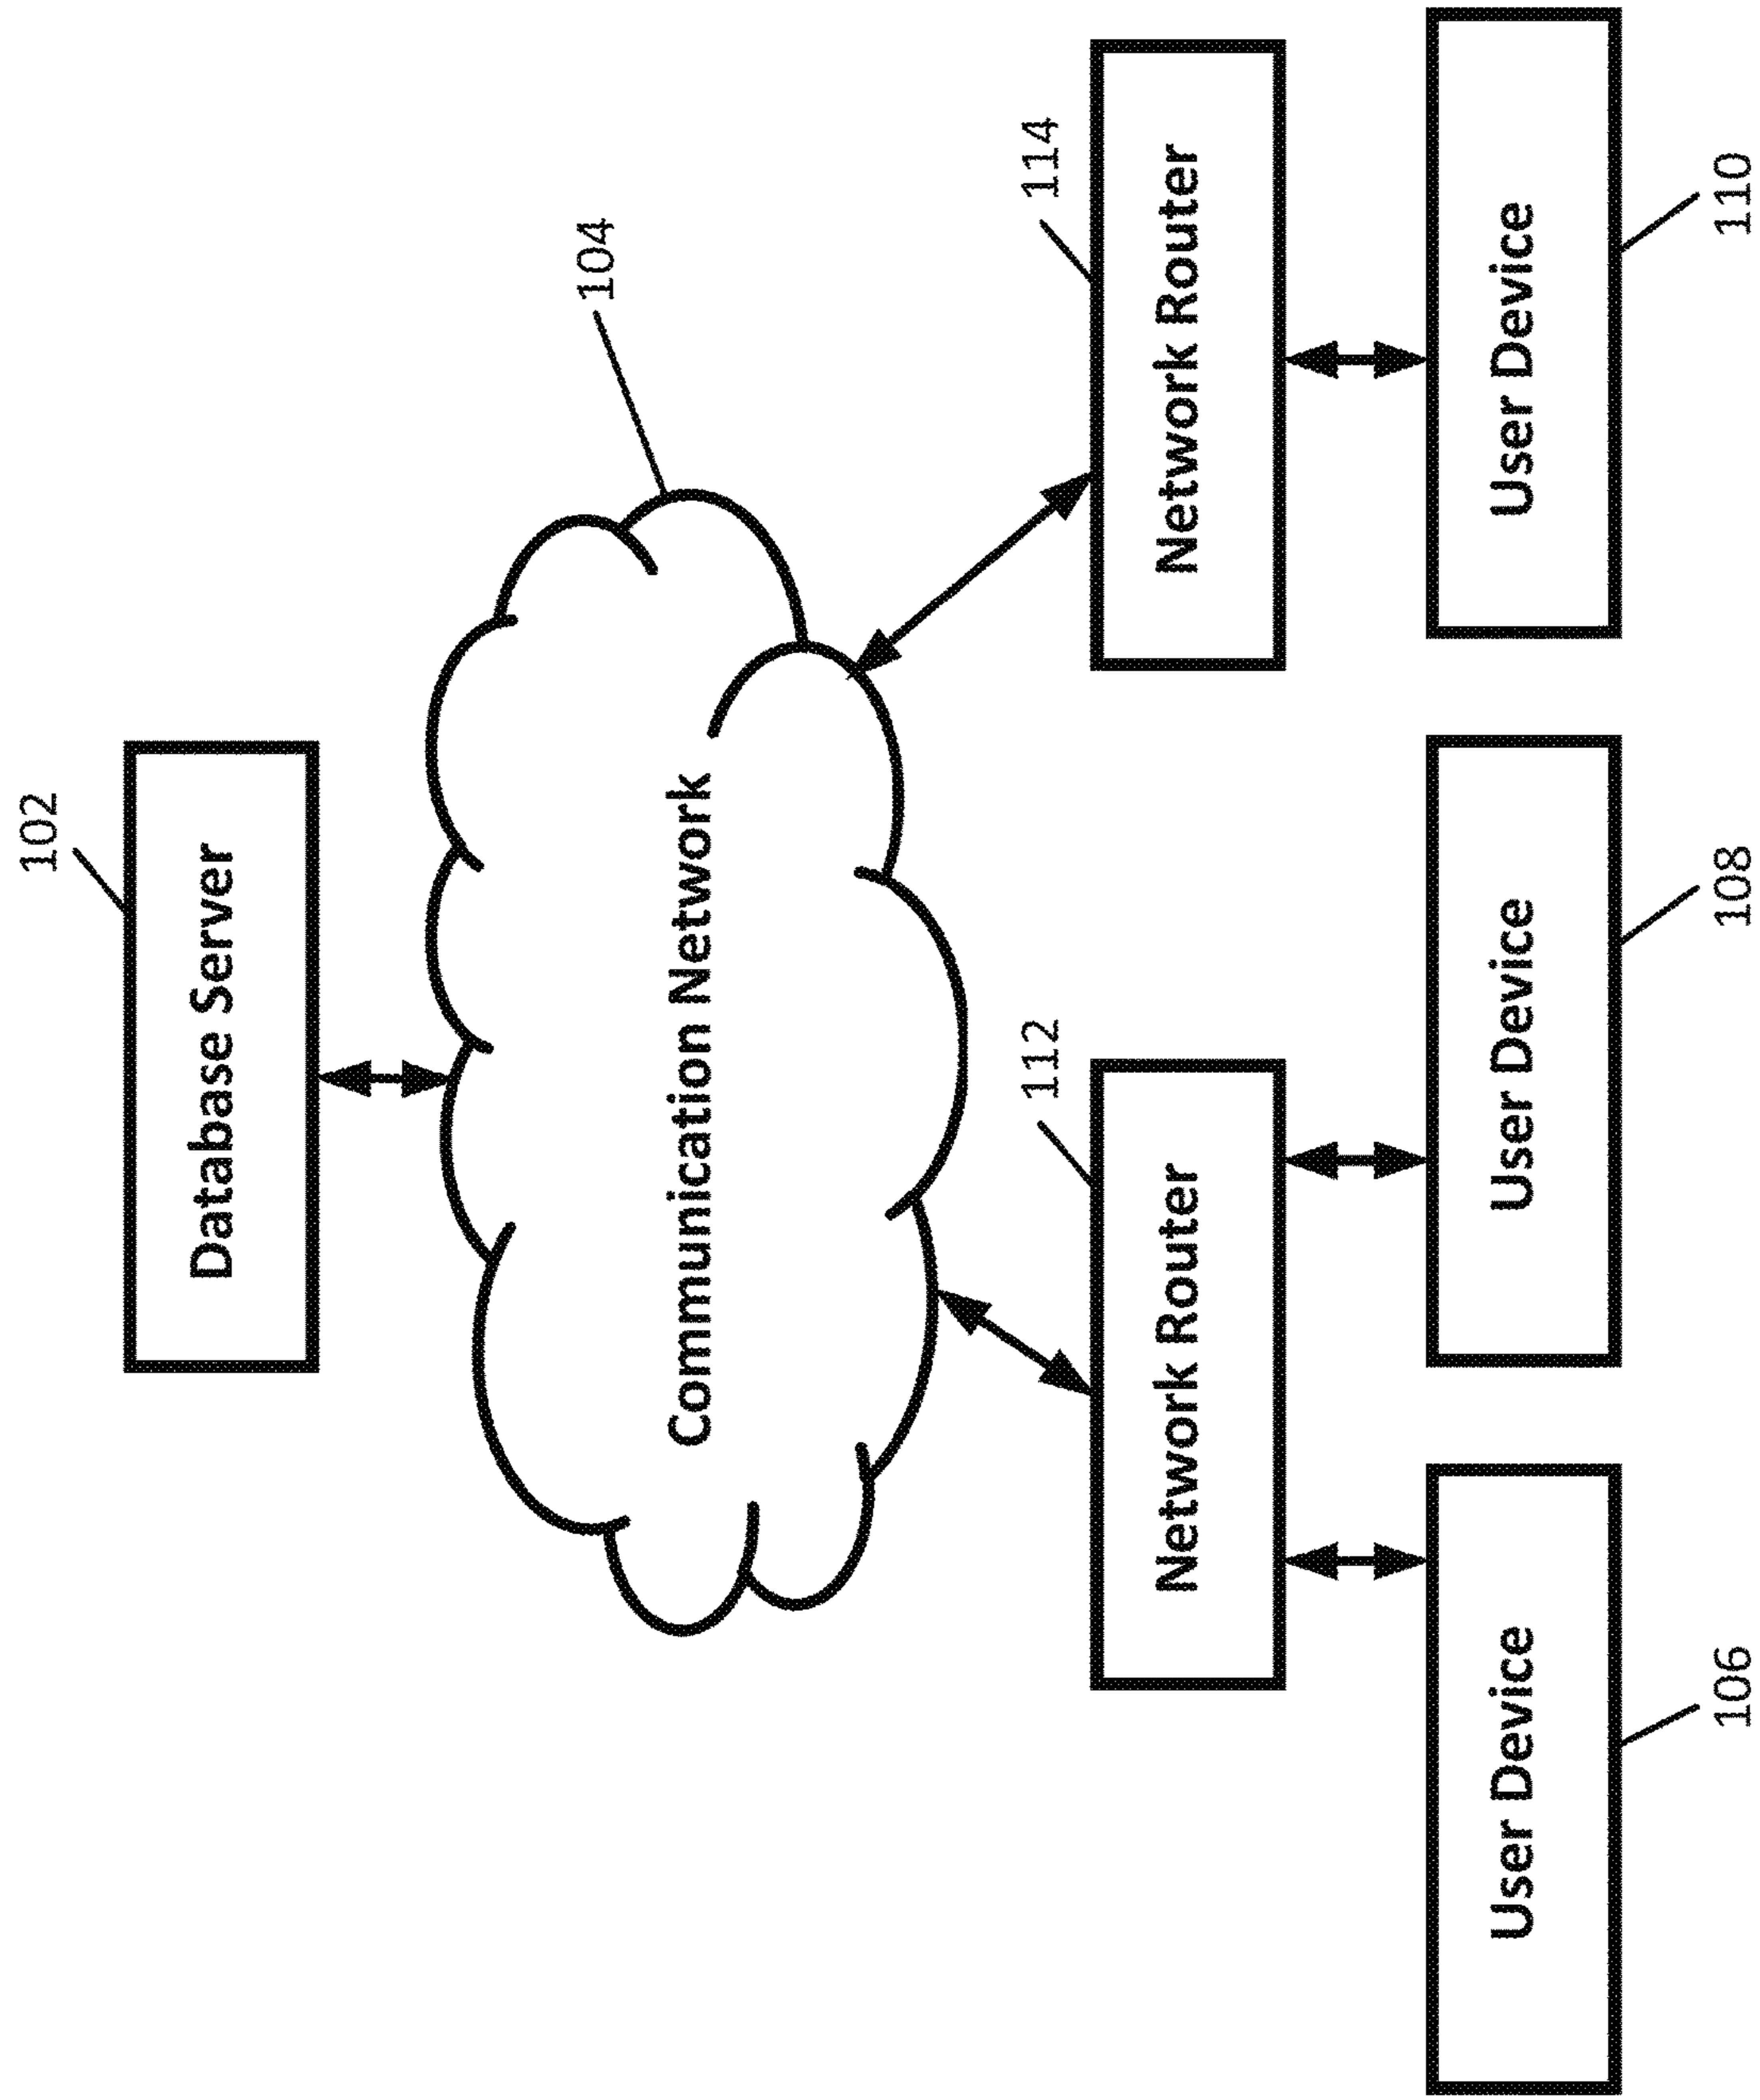 102
Database Server
104
Communication Network
112
114
Network Router
Network Router
User Device
User Device
User Device
106
108
110